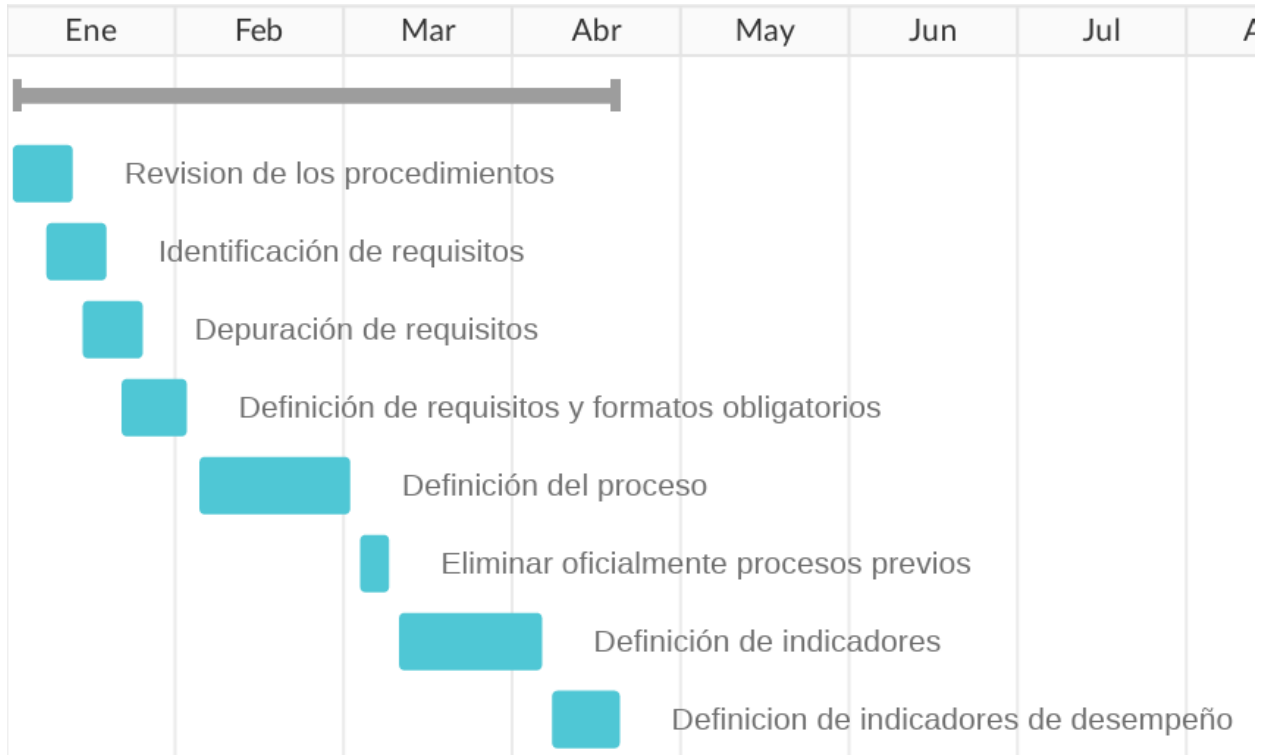 Ene Feb Mar Abr May Jun Jul
Revision de los procedimientos
Identificación de requisitos
Depuración de requisitos
Definición de requisitos y formatos obligatorios
Definición del proceso
Eliminar oficialmente procesos previos
Definición de indicadores
Definicion de indicadores de desempeño